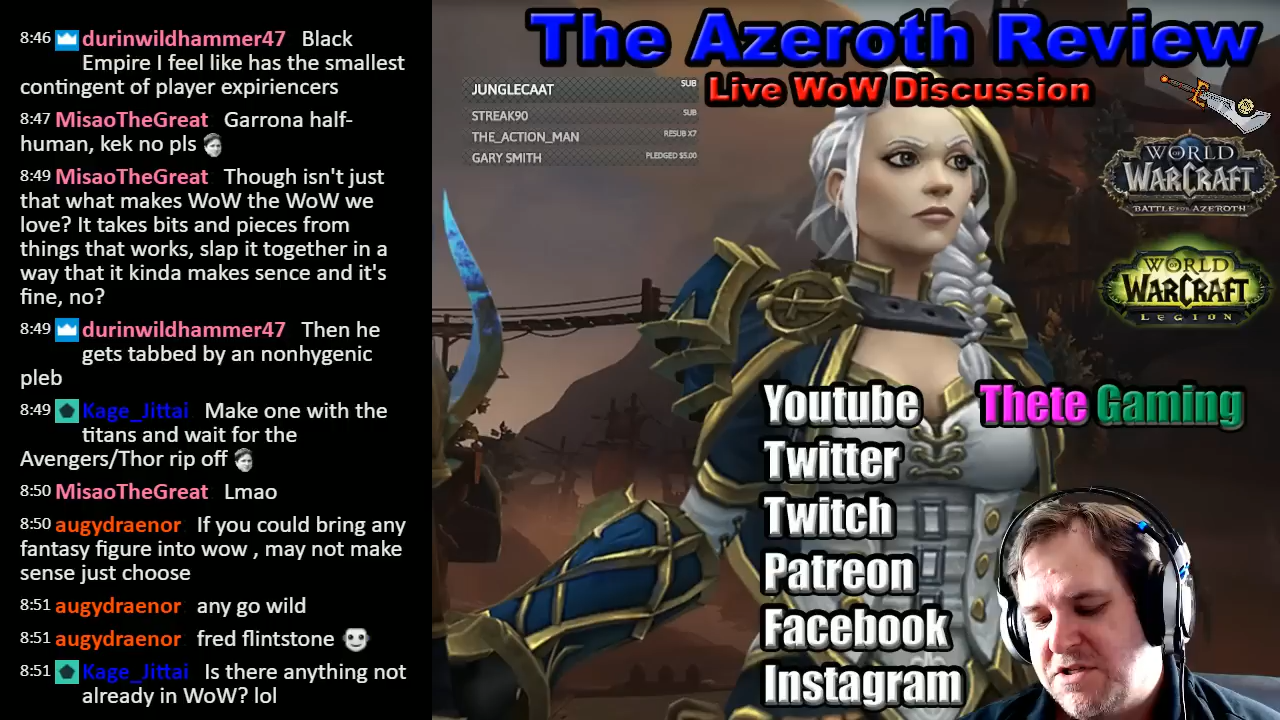 8:46 durinwildhammer47 Black
Empire I feel like has the smallest
contingent of player expiriencers
8:47 MisaoTheGreat Garrona half-
human, kek no pls
8:49 MisaoTheGreat Though isn't just
that what makes WoW the WoW we
love? It takes bits and pieces from
things that works, slap it together in a
way that it kinda makes sence and it's
fine, no?
8:49 durinwildhammer47 Then he
gets tabbed by an nonhygenic
pleb
8:49 Kage_Jittai Make one with the
titans and wait for the
Avengers/Thor rip off
8:50 MisaoTheGreat Lmao
8:50 augydraenor If you could bring any
fantasy figure into wow , may not make
sense just choose
8:51 augydraenor any go wild
8:51 augydraenor fred flintstone
8:51 Kage_Jittai Is there anything not
already in WoW? lol
The Azeroth Review
Live WoW Discussion
JUNGLECAAT SUB
STREAK90 SUB
THE_ACTION_MAN RESUB X7
GARY SMITH PLEDGED $5.00
WORLD
OF
WARCRAFT
BATTLE FOR AZEROTH
WORLD
OF
WARCRAFT
LEGION
Youtube Thete Gaming
Twitter
Twitch
Patreon
Facebook
Instagram